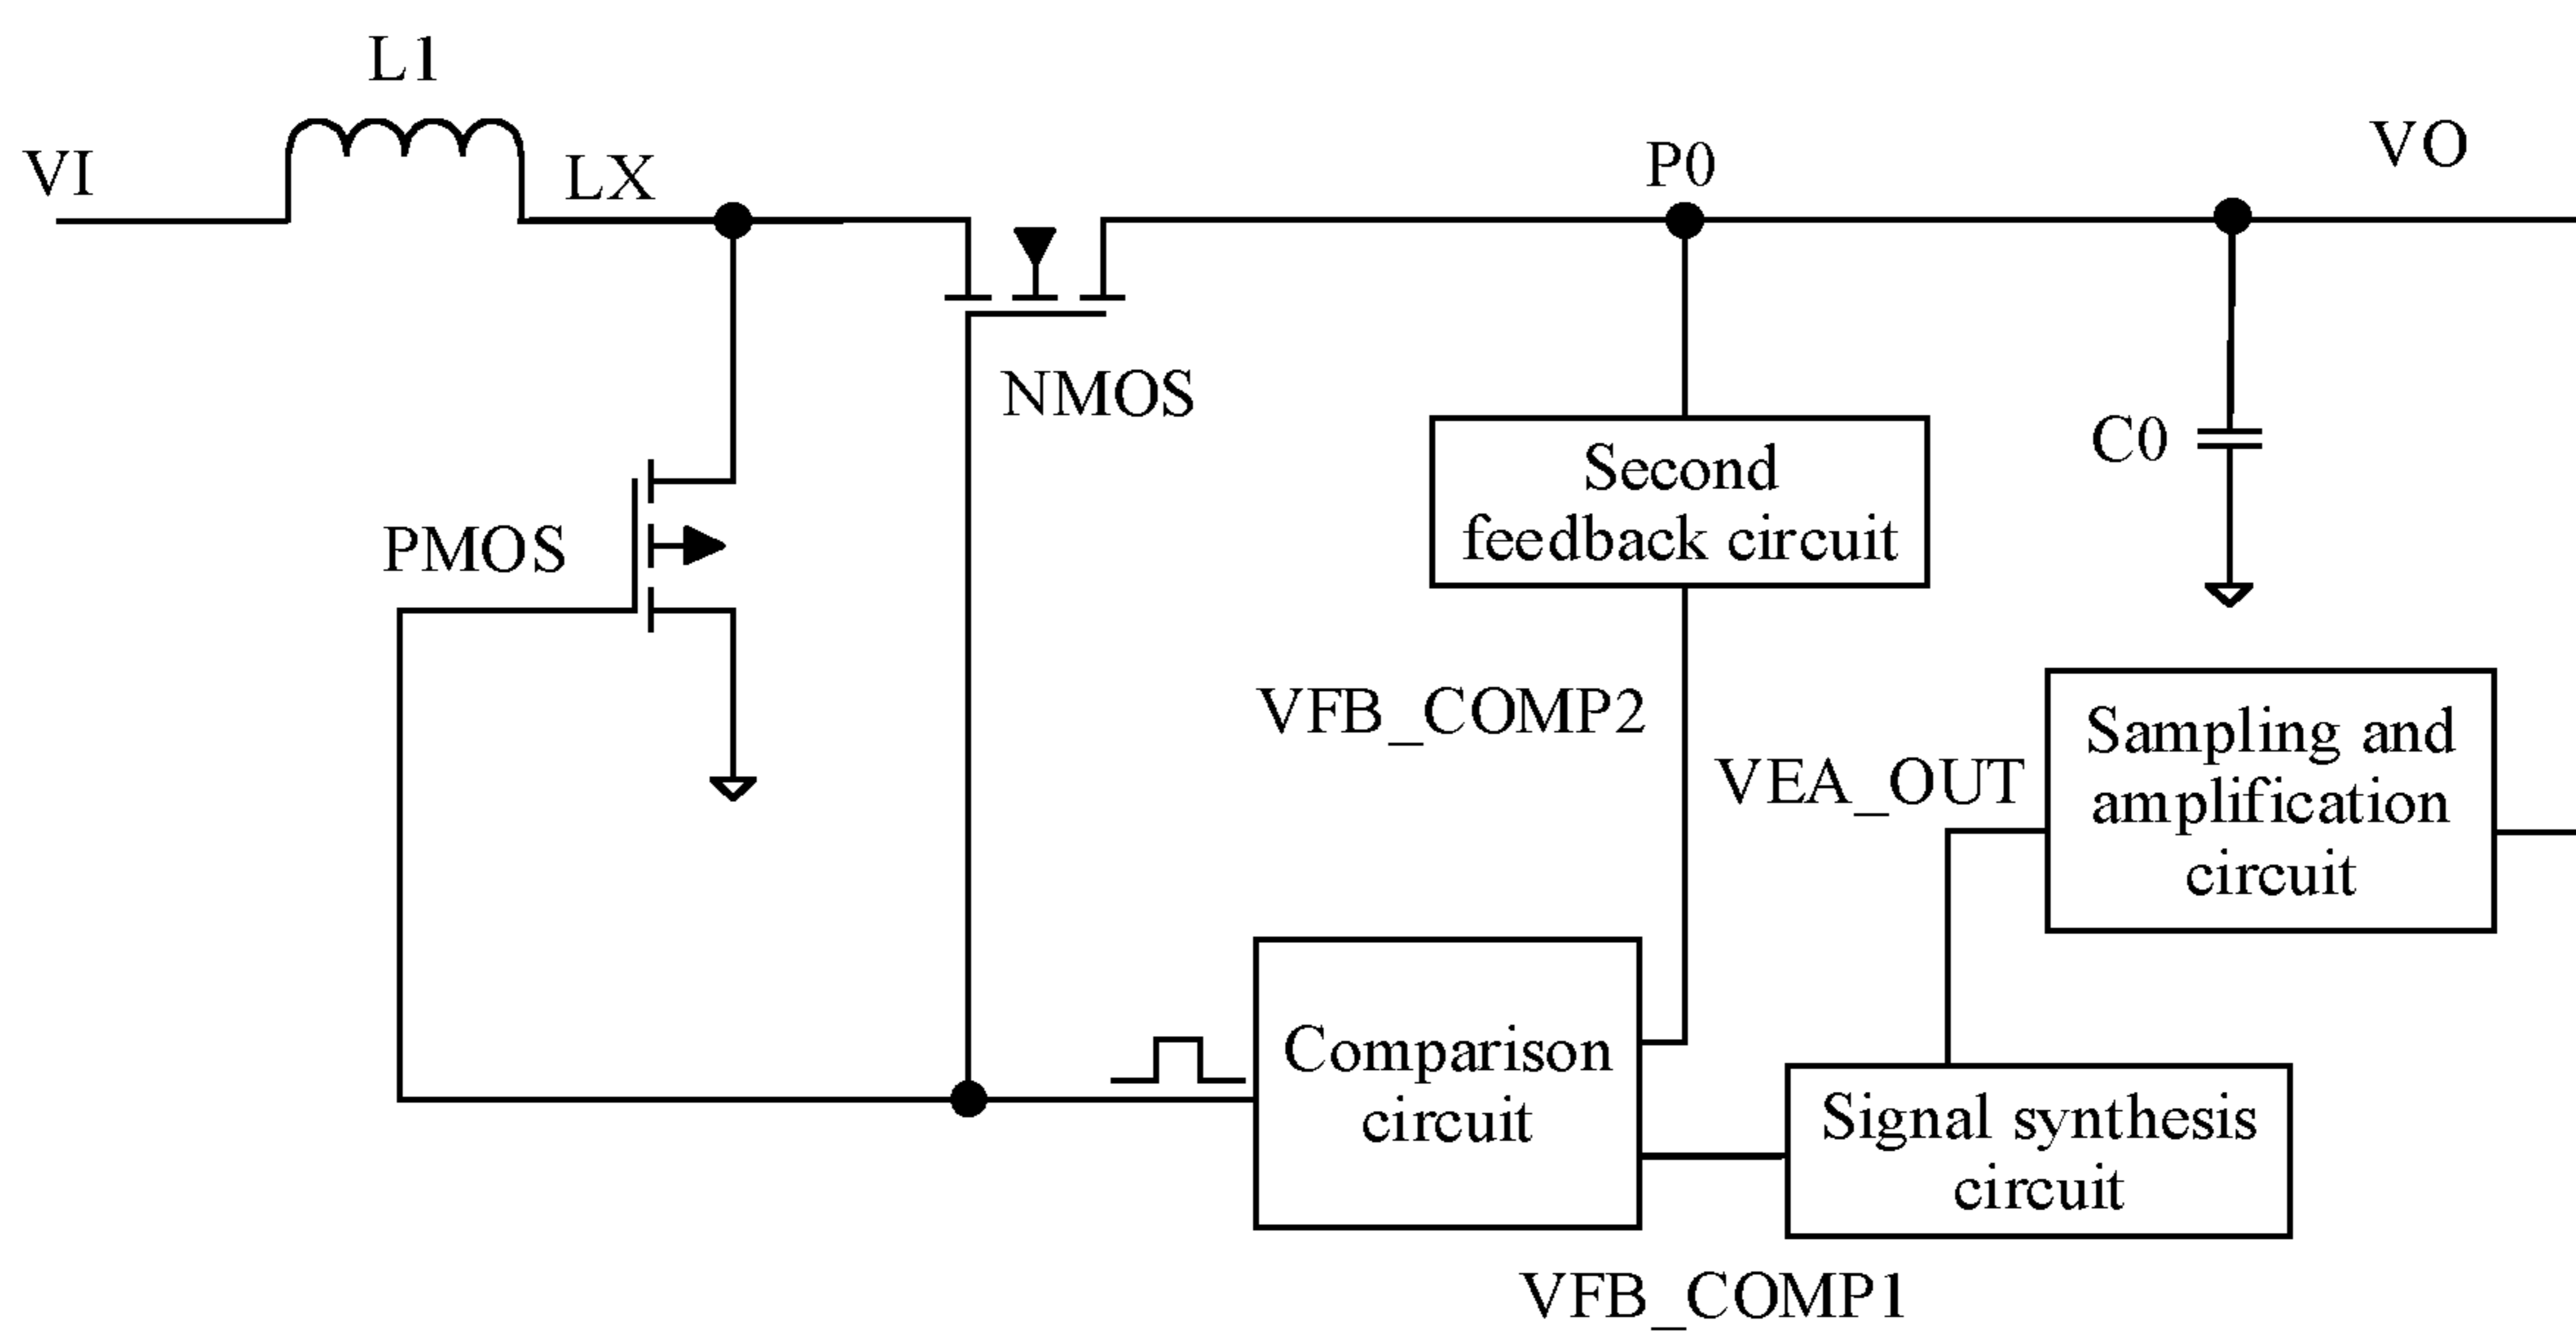 L1
VI
LX
P0
VO
NMOS
PMOS
Second
feedback circuit
C0
VFB_COMP2
VEA_OUT
Sampling and
amplification
circuit
Comparison
circuit
Signal synthesis
circuit
VFB_COMP1